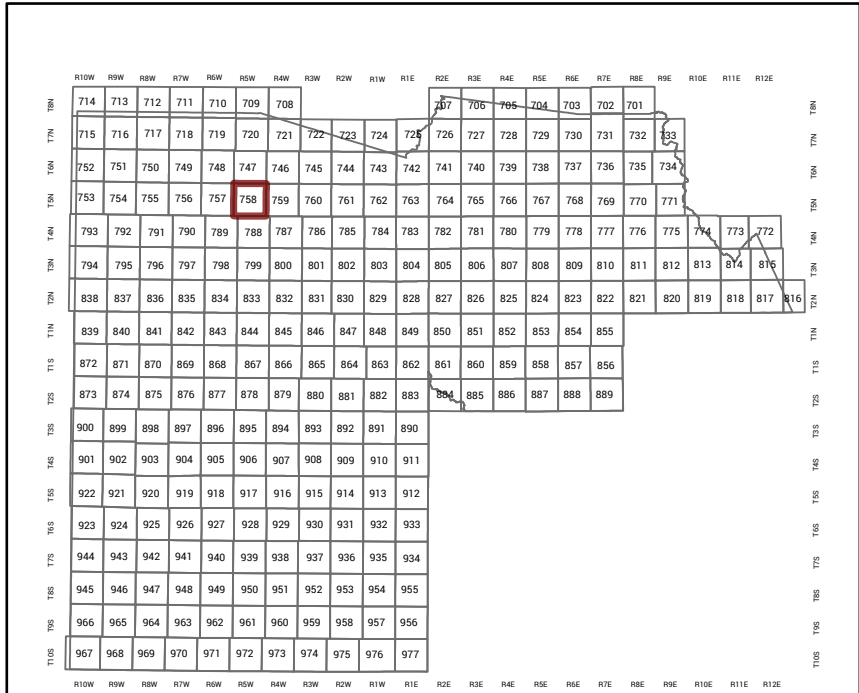 R10W R9W R8W R7W R6W R5W R4W R3W R2W R1W R1E R2E R3E R4E R5E R6E R7E R8E R9E R10E R11E R12E
T8N 714 713 712 711 710 709 708 707 706 705 704 703 702 701 T8N
T7N 715 716 717 718 719 720 721 722 723 724 725 726 727 728 729 730 731 732 733 T7N
T6N 752 751 750 749 748 747 746 745 744 743 742 741 740 739 738 737 736 735 734 T6N
T5N 753 754 755 756 757 758 759 760 761 762 763 764 765 766 767 768 769 770 771 T5N
T4N 793 792 791 790 789 788 787 786 785 784 783 782 781 780 779 778 777 776 775 774 773 772 T4N
T3N 794 795 796 797 798 799 800 801 802 803 804 805 806 807 808 809 810 811 812 813 814 815 T3N
T2N 838 837 836 835 834 833 832 831 830 829 828 827 826 825 824 823 822 821 820 819 818 817 816 T2N
T1N 839 840 841 842 843 844 845 846 847 848 849 850 851 852 853 854 855 T1N
T1S 872 871 870 869 868 867 866 865 864 863 862 861 860 859 858 857 856 T1S
T2S 873 874 875 876 877 878 879 880 881 882 883 884 885 886 887 888 889 T2S
T3S 900 899 898 897 896 895 894 893 892 891 890 T3S
T4S 901 902 903 904 905 906 907 908 909 910 911 T4S
T5S 922 921 920 919 918 917 916 915 914 913 912 T5S
T6S 923 924 925 926 927 928 929 930 931 932 933 T6S
T7S 944 943 942 941 940 939 938 937 936 935 934 T7S
T8S 945 946 947 948 949 950 951 952 953 954 955 T8S
T9S 966 965 964 963 962 961 960 959 958 957 956 T9S
T10S 967 968 969 970 971 972 973 974 975 976 977 T10S
R10W R9W R8W R7W R6W R5W R4W R3W R2W R1W R1E R2E R3E R4E R5E R6E R7E R8E R9E R10E R11E R12E